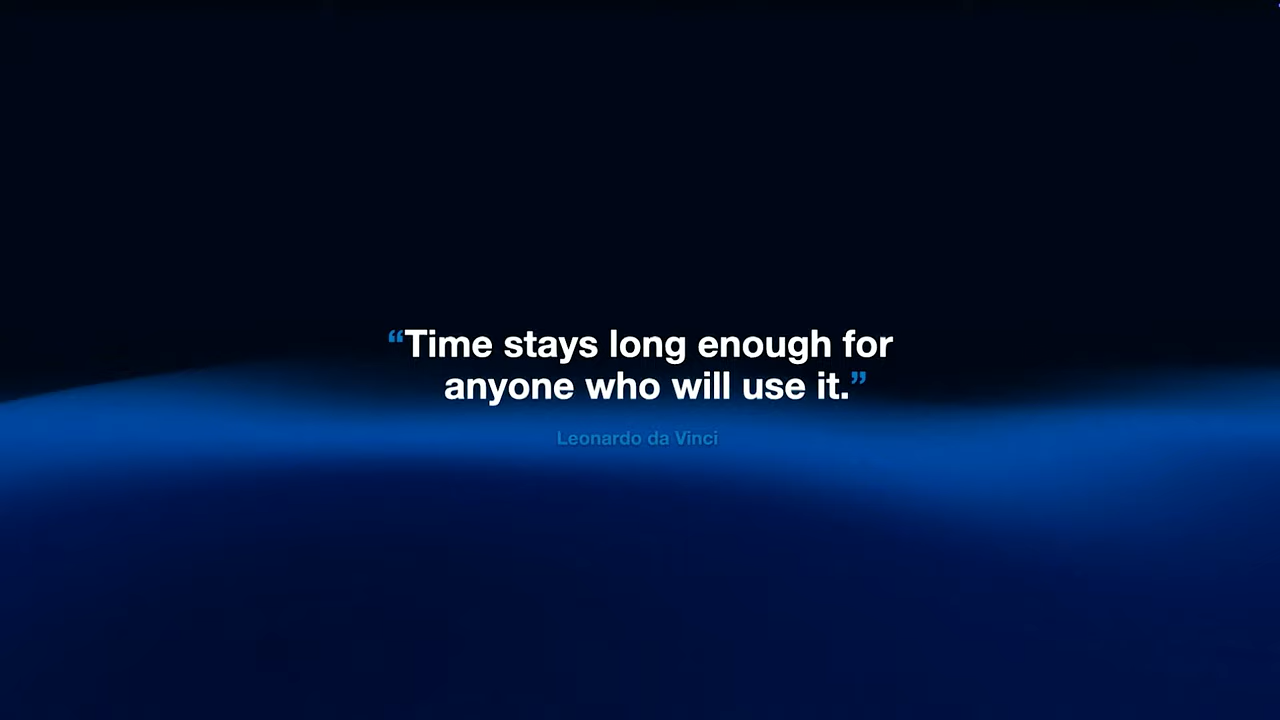 “Time stays long enough for
anyone who will use it.”
Leonardo da Vinci